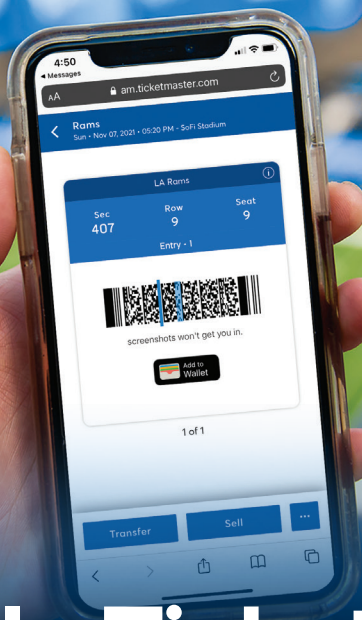 4:50
Messages
AA am.ticketmaster.com
Rams
Sun • Nov 07, 2021 • 05:20 PM - SoFi Stadium
LA Rams
Sec Row Seat
407 9 9
Entry - 1
screenshots won't get you in.
Add to
Wallet
1 of 1
Transfer Sell ...